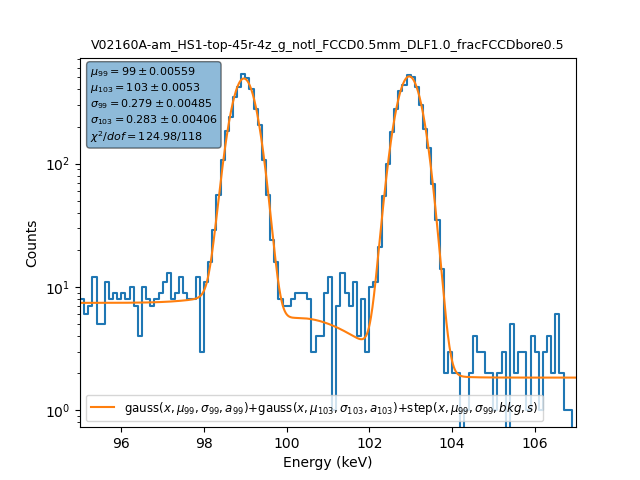 V02160A-am_HS1-top-45r-4z_g_notl_FCCD0.5mm_DLF1.0_fracFCCDbore0.5
μ₉₉ = 99 ± 0.00559
μ₁₀₃ = 103 ± 0.0053
σ₉₉ = 0.279 ± 0.00485
σ₁₀₃ = 0.283 ± 0.00406
χ²/dof = 124.98/118
10²
10¹
10⁰
Counts
gauss(x, μ₉₉, σ₉₉, a₉₉)+gauss(x, μ₁₀₃, σ₁₀₃, a₁₀₃)+step(x, μ₉₉, σ₉₉, bkg, s)
96 98 100 102 104 106
Energy (keV)